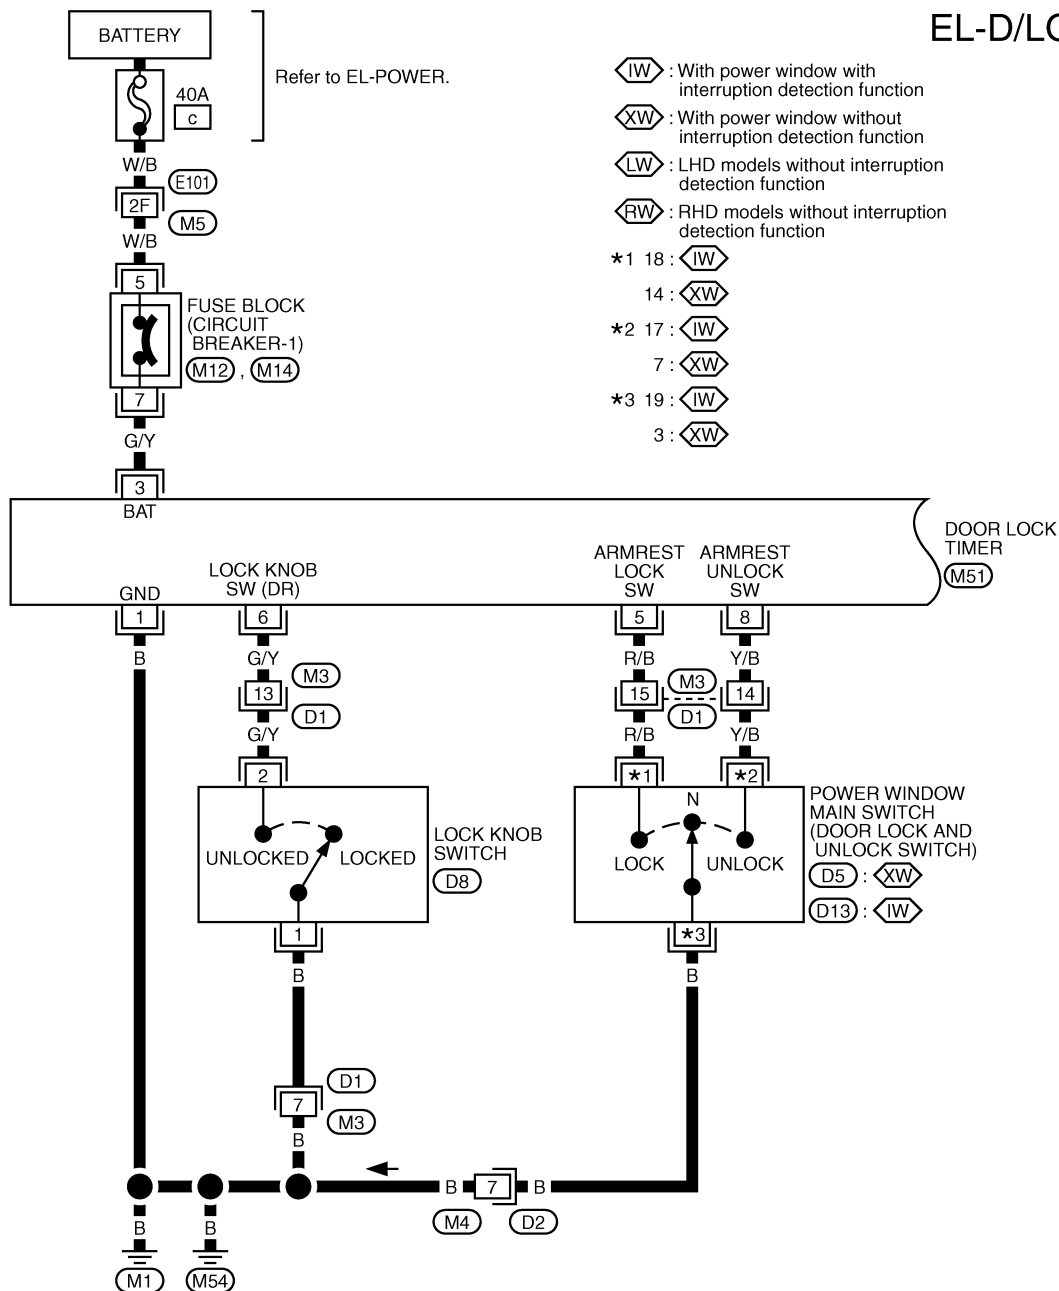 EL-D/LO
BATTERY
Refer to EL-POWER.
40A
c
W/B
E101
2F
M5
W/B
5
FUSE BLOCK
(CIRCUIT
BREAKER-1)
M12 , M14
7
G/Y
3
BAT
IW : With power window with
interruption detection function
XW : With power window without
interruption detection function
LW : LHD models without interruption
detection function
RW : RHD models without interruption
detection function
*1 18 : IW
14 : XW
*2 17 : IW
7 : XW
*3 19 : IW
3 : XW
DOOR LOCK
TIMER
M51
GND
LOCK KNOB
SW (DR)
ARMREST
LOCK
SW
ARMREST
UNLOCK
SW
1 6 5 8
B G/Y R/B Y/B
13 M3 15 M3 14
D1 D1
G/Y R/B Y/B
2 *1 *2
UNLOCKED LOCKED
LOCK KNOB
SWITCH
D8
N
LOCK UNLOCK
POWER WINDOW
MAIN SWITCH
(DOOR LOCK AND
UNLOCK SWITCH)
D5 : XW
D13 : IW
1 *3
B B
D1
7
M3
B
B 7 B
M4 D2
B B
M1 M54